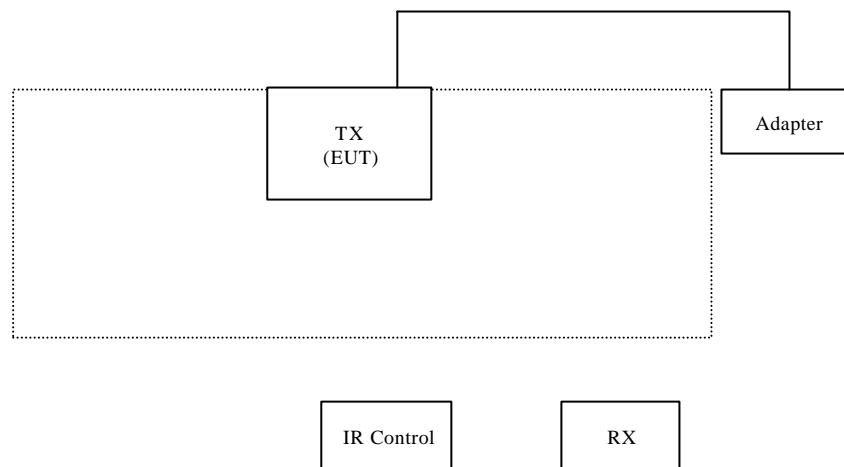 TX
(EUT)
Adapter
IR Control
RX